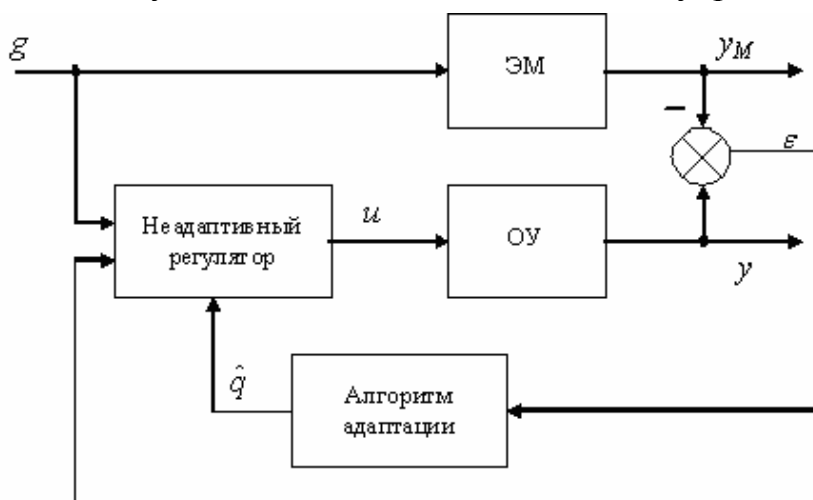 g
ЭМ
y_M
−
ε
Неадаптивный
регулятор
u
ОУ
y
q̂
Алгоритм
адаптации